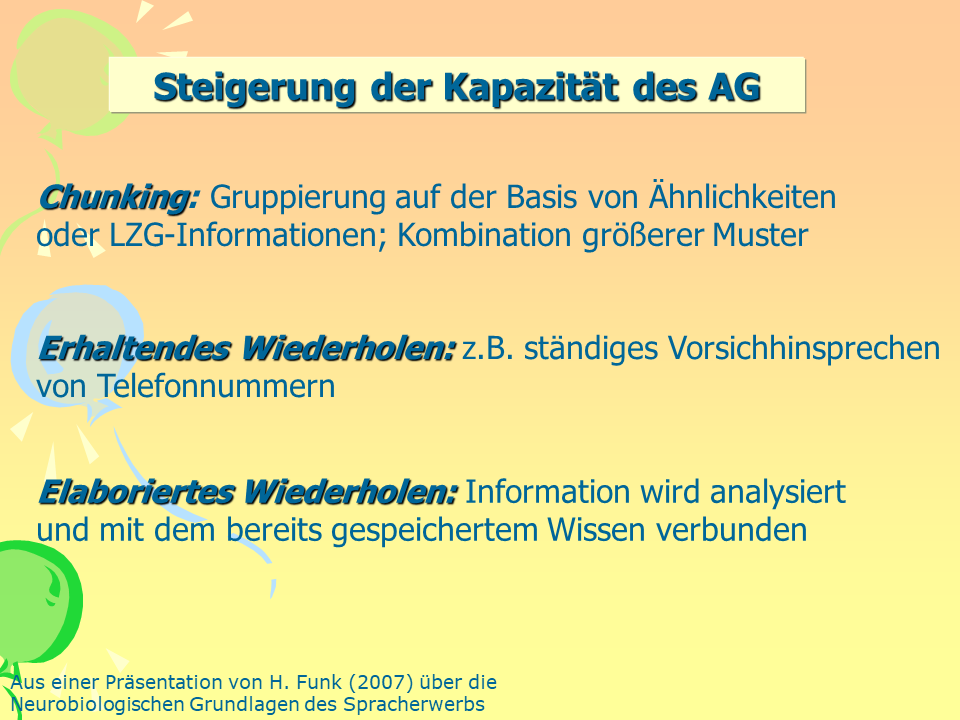 Steigerung der Kapazität des AG
Chunking: Gruppierung auf der Basis von Ähnlichkeiten
oder LZG-Informationen; Kombination größerer Muster
Erhaltendes Wiederholen: z.B. ständiges Vorsichhinsprechen
von Telefonnummern
Elaboriertes Wiederholen: Information wird analysiert
und mit dem bereits gespeichertem Wissen verbunden
Aus einer Präsentation von H. Funk (2007) über die
Neurobiologischen Grundlagen des Spracherwerbs